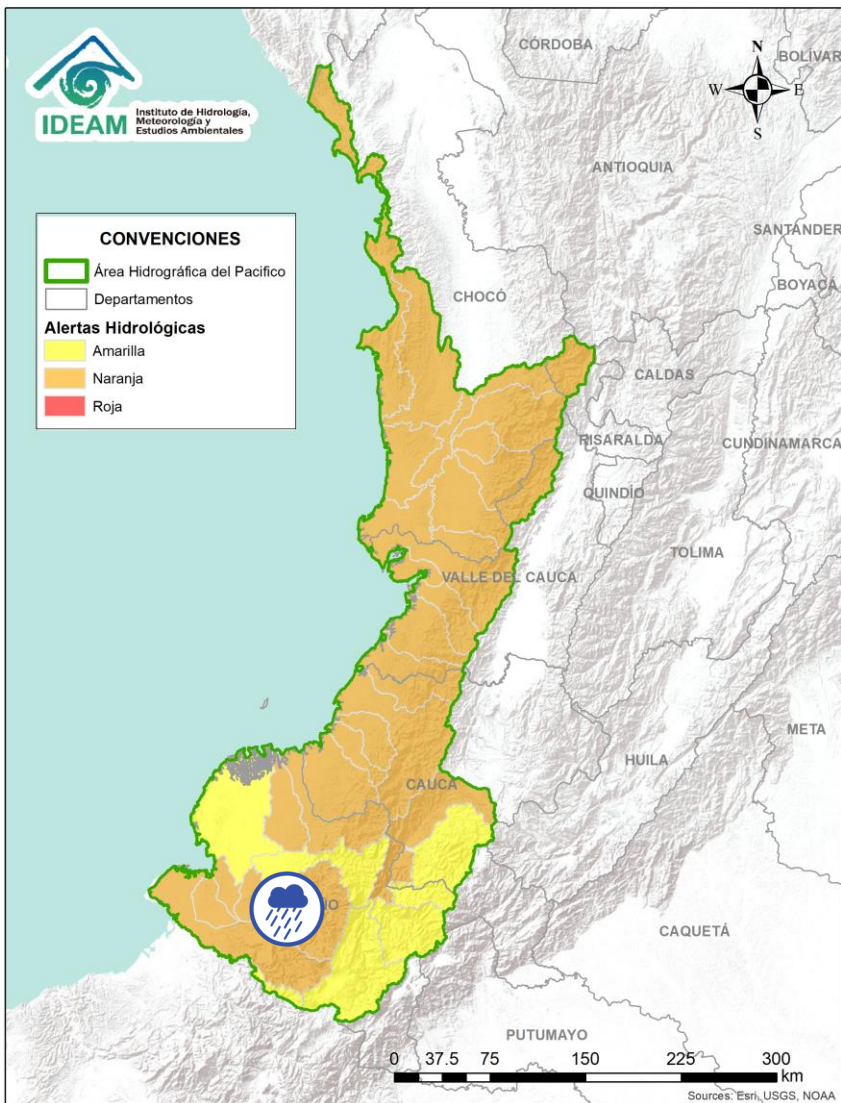 IDEAM
Instituto de Hidrología,
Meteorología y
Estudios Ambientales
CÓRDOBA
BOLÍVAR
N
W
E
S
ANTIOQUIA
SANTANDER
BOYACÁ
CONVENCIONES
Área Hidrográfica del Pacifico
Departamentos
Alertas Hidrológicas
Amarilla
Naranja
Roja
CHOCÓ
CALDAS
RISARALDA
CUNDINAMARCA
QUINDÍO
TOLIMA
VALLE DEL CAUCA
META
HUILA
CAUCA
CAQUETÁ
PUTUMAYO
0 37.5 75 150 225 300
km
Sources: Esri, USGS, NOAA